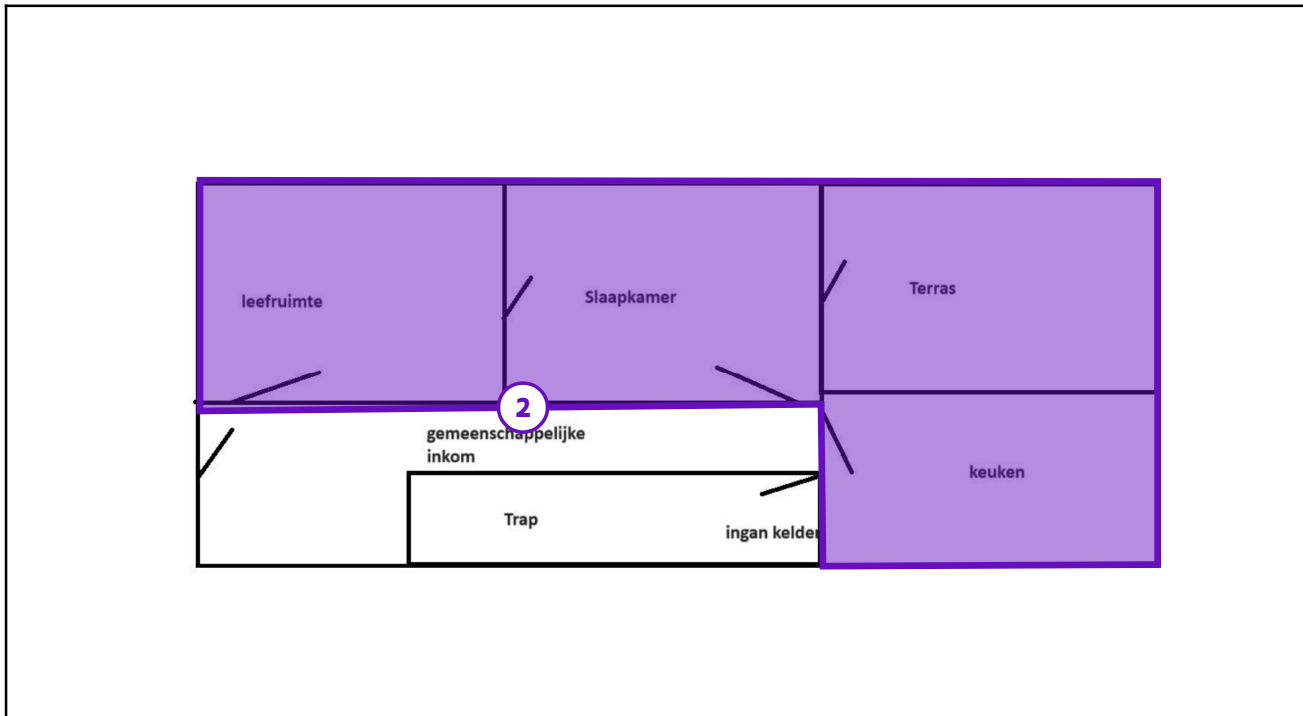 leefruimte
Slaapkamer
Terras
2
gemeenschappelijke
inkom
keuken
Trap
ingan kelder